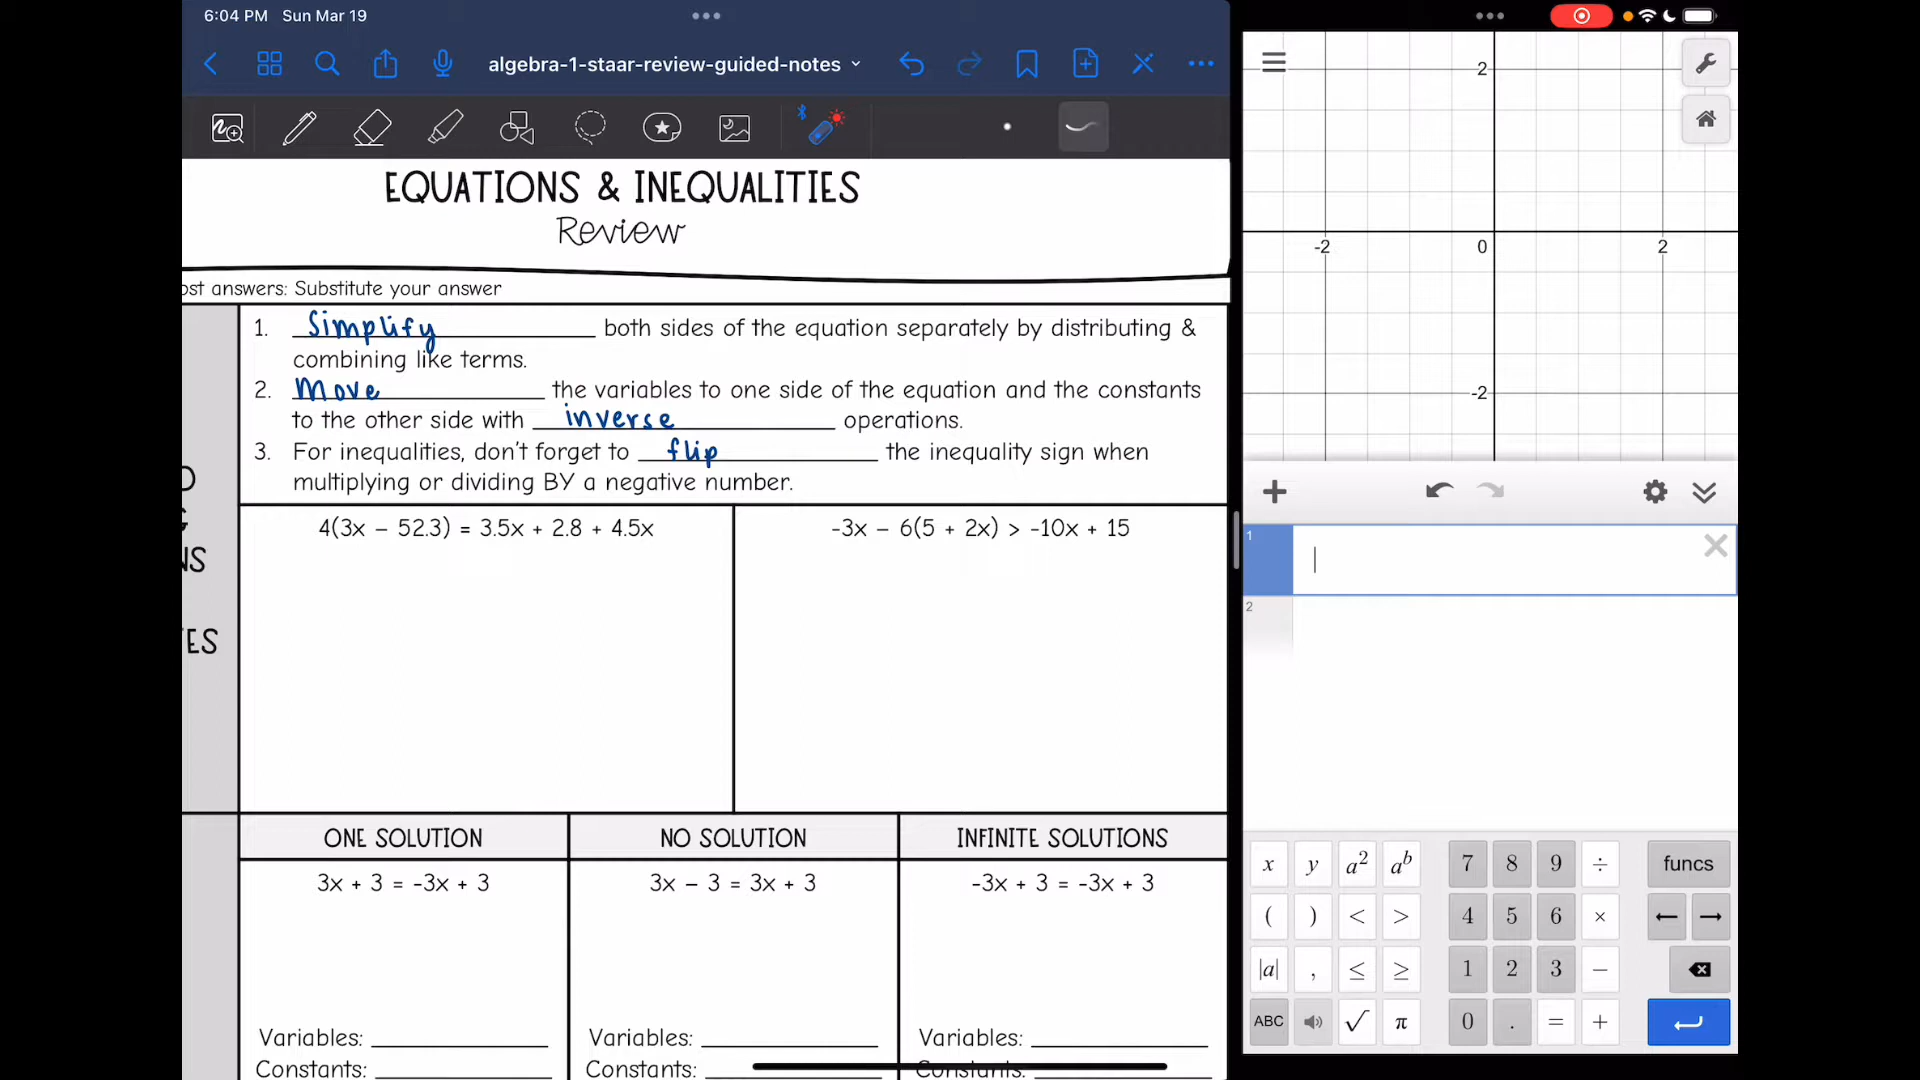 6:04 PM Sun Mar 19
algebra-1-staar-review-guided-notes
EQUATIONS & INEQUALITIES
Review
ost answers: Substitute your answer
1. Simplify both sides of the equation separately by distributing &
combining like terms.
2. Move the variables to one side of the equation and the constants
to the other side with inverse operations.
3. For inequalities, don't forget to flip the inequality sign when
multiplying or dividing BY a negative number.
NS
ES
4(3x – 52.3) = 3.5x + 2.8 + 4.5x
-3x – 6(5 + 2x) > -10x + 15
ONE SOLUTION
NO SOLUTION
INFINITE SOLUTIONS
3x + 3 = -3x + 3
3x – 3 = 3x + 3
-3x + 3 = -3x + 3
Variables:
Variables:
Variables:
Constants:
Constants:
Constants:
2
-2 0 2
-2
1
2
x y a² aᵇ 7 8 9 ÷ funcs
( ) < > 4 5 6 × ← →
|a| , ≤ ≥ 1 2 3 −
ABC √ π 0 . = +